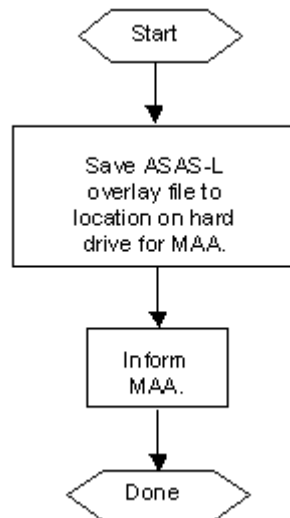 Start
Save ASAS-L
overlay file to
location on hard
drive for MAA.
Inform
MAA.
Done